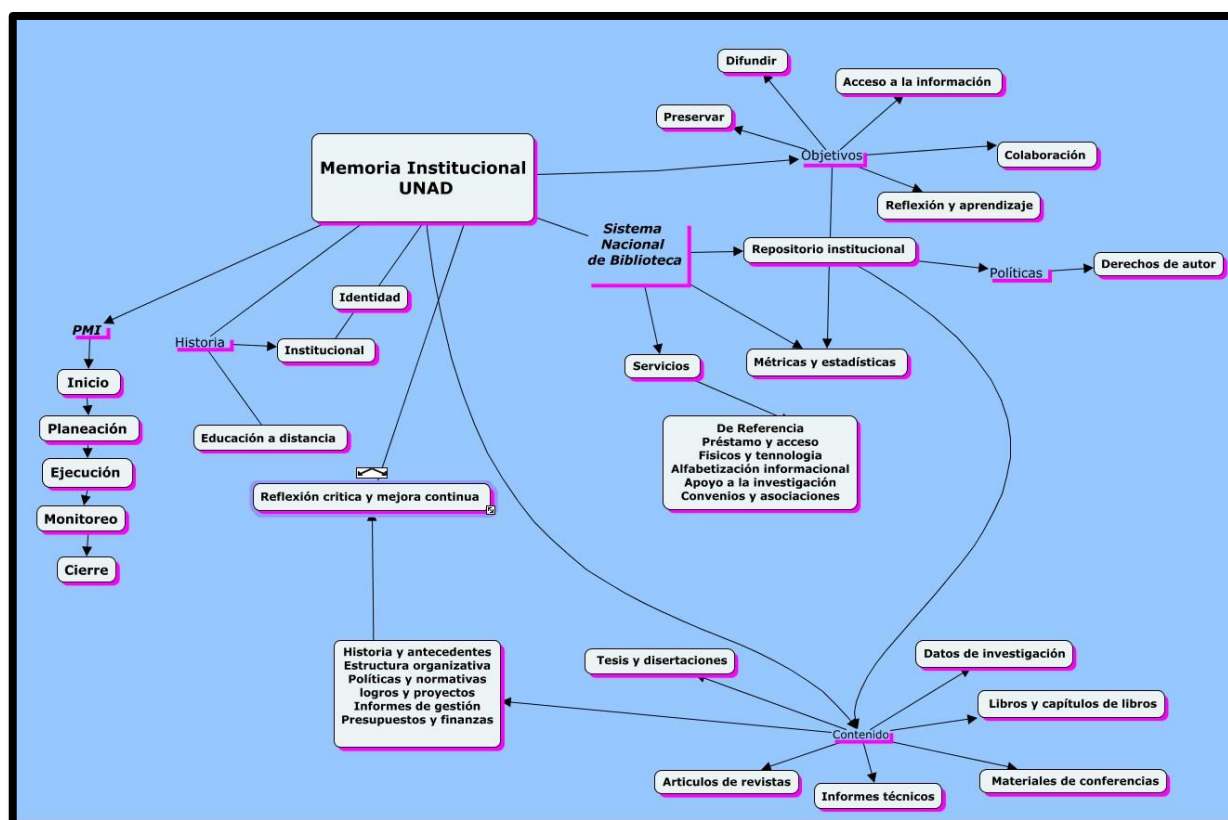 Difundir
Acceso a la información
Preservar
Objetivos
Colaboración
Reflexión y aprendizaje
Memoria Institucional
UNAD
Sistema
Nacional
de Biblioteca
Repositorio institucional
Políticas
Derechos de autor
Identidad
PMI
Historia
Institucional
Servicios
Métricas y estadísticas
Inicio
Planeación
Ejecución
Monitoreo
Cierre
Educación a distancia
De Referencia
Préstamo y acceso
Fisicos y tennologia
Alfabetización informacional
Apoyo a la investigación
Convenios y asociaciones
Reflexión critica y mejora continua
Historia y antecedentes
Estructura organizativa
Políticas y normativas
logros y proyectos
Informes de gestión
Presupuestos y finanzas
Tesis y disertaciones
Datos de investigación
Libros y capítulos de libros
Contenido
Articulos de revistas
Informes técnicos
Materiales de conferencias